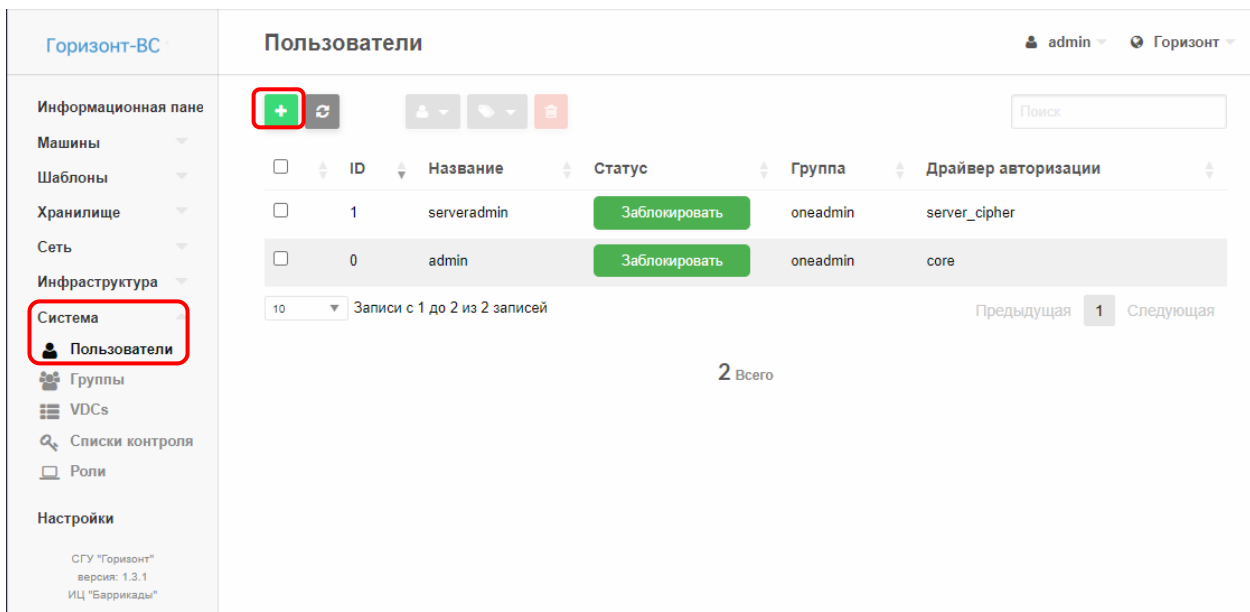 Горизонт-ВС
Пользователи
admin
Горизонт
Информационная пане
Машины
Шаблоны
Хранилище
Сеть
Инфраструктура
Система
Пользователи
Группы
VDCs
Списки контроля
Роли
Настройки
СГУ "Горизонт"
версия: 1.3.1
ИЦ "Баррикады"
Поиск
ID Название Статус Группа Драйвер авторизации
1 serveradmin Заблокировать oneadmin server_cipher
0 admin Заблокировать oneadmin core
10 Записи с 1 до 2 из 2 записей
Предыдущая 1 Следующая
2 Всего